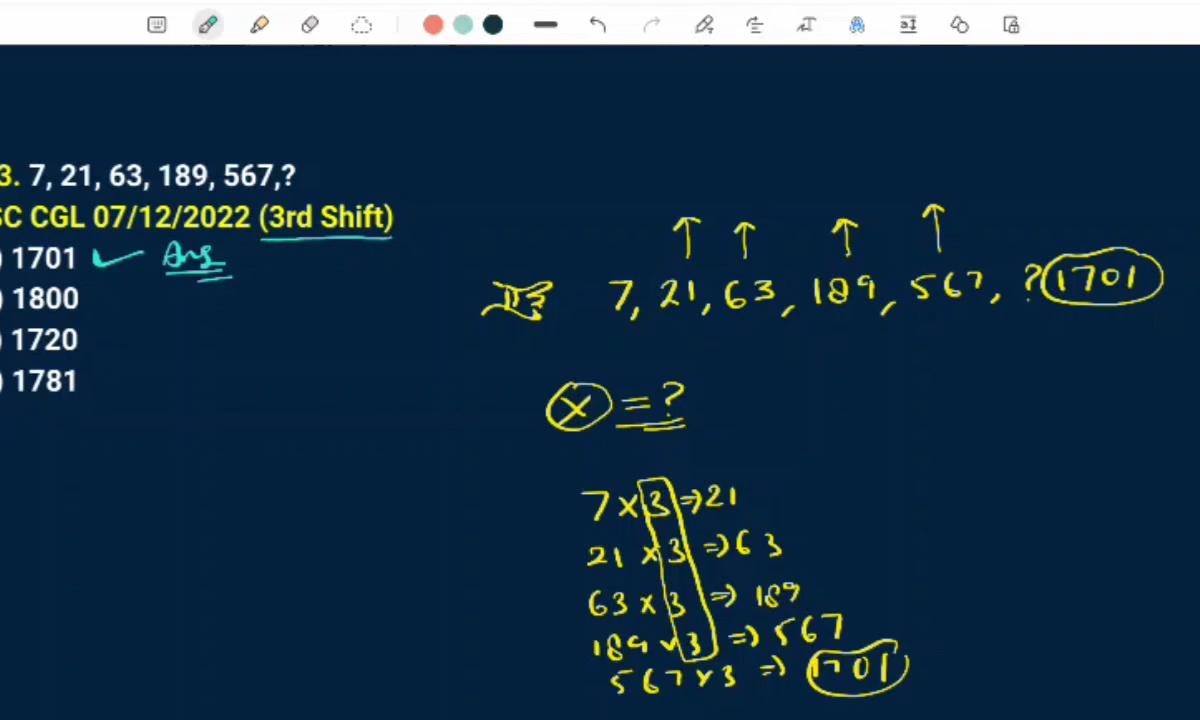 3. 7, 21, 63, 189, 567,?
SC CGL 07/12/2022 (3rd Shift)
) 1701 Ans
) 1800
) 1720
) 1781
7, 21, 63, 189, 567, ? 1701
x = ?
7 x 3 => 21
21 x 3 => 63
63 x 3 => 189
189 x 3 => 567
567 x 3 => 1701